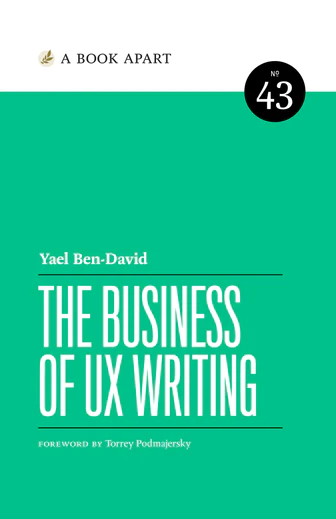 A BOOK APART
Nº
43
Yael Ben-David
THE BUSINESS
OF UX WRITING
FOREWORD BY Torrey Podmajersky